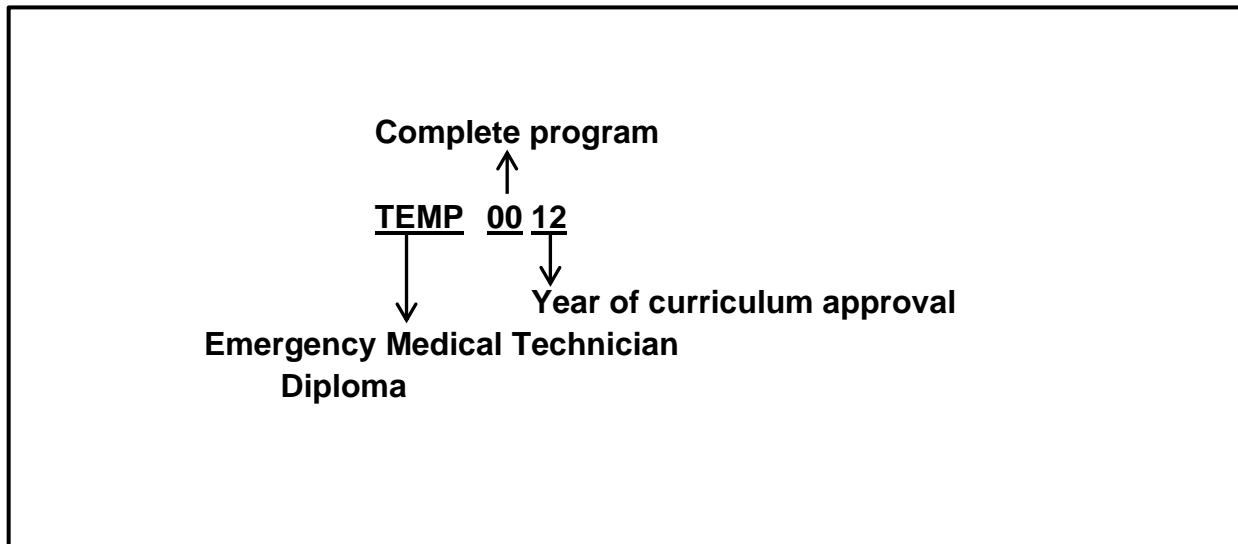 Complete program
TEMP 00 12
Year of curriculum approval
Emergency Medical Technician
Diploma